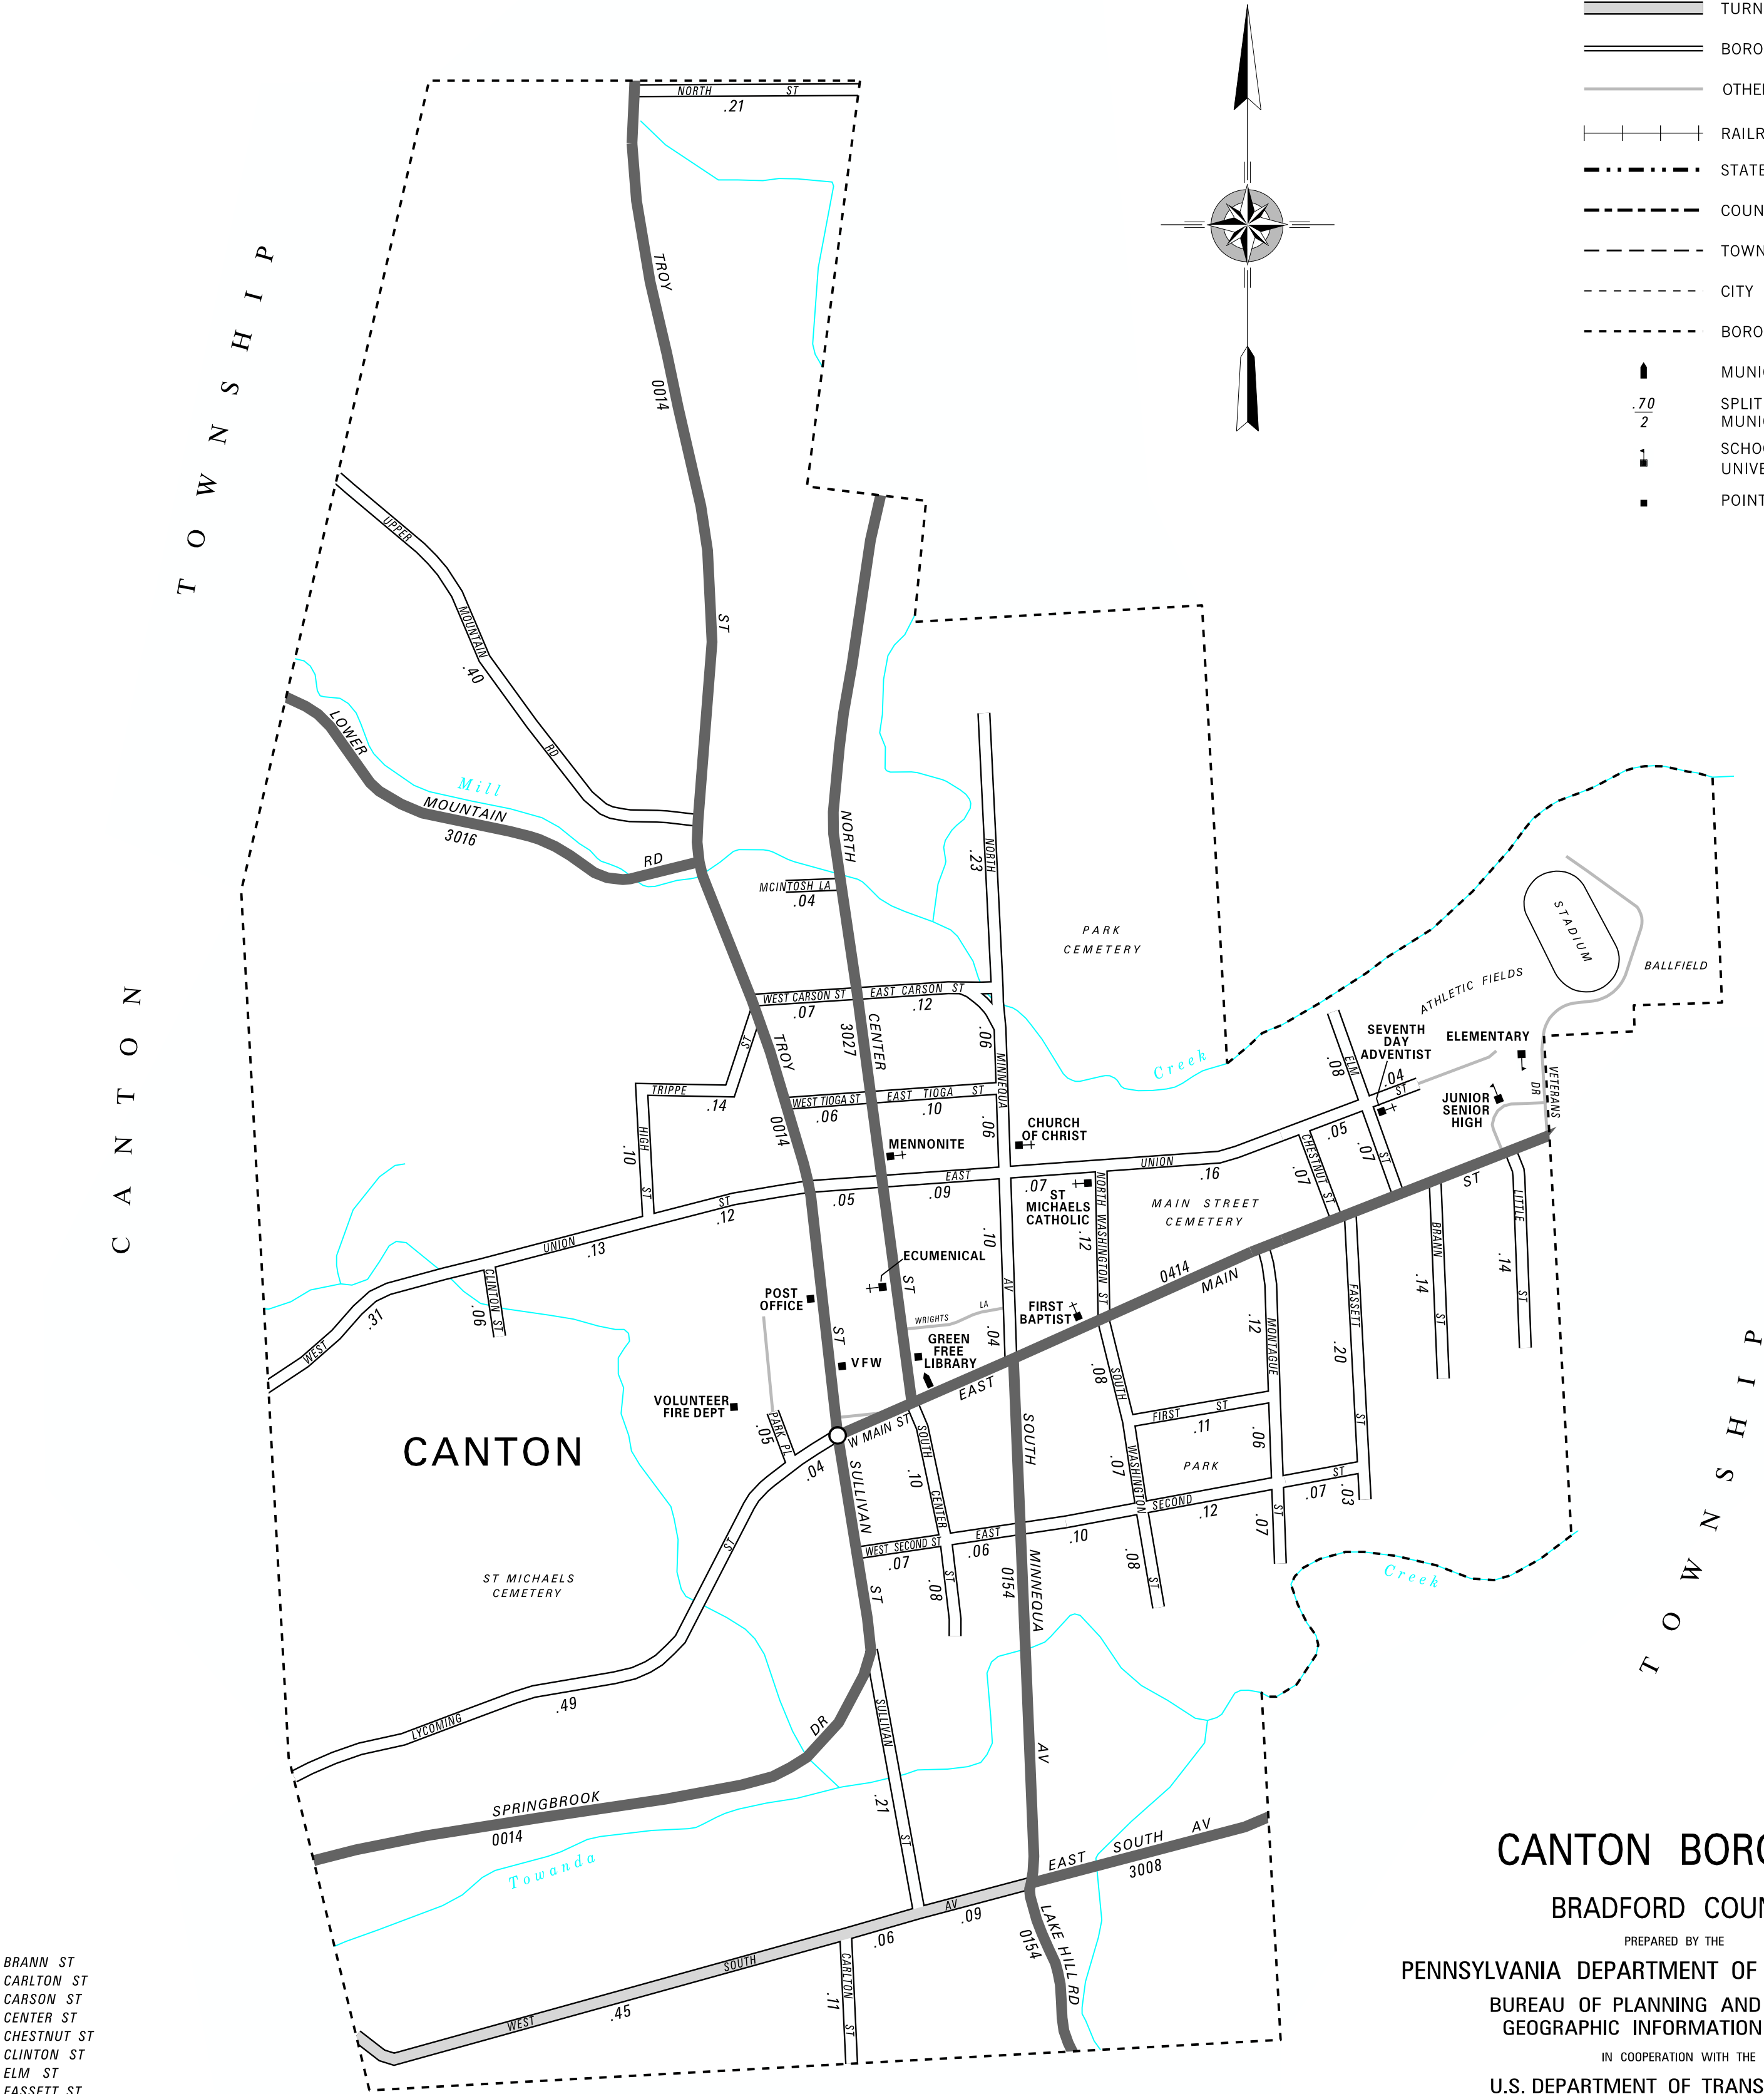 TURN
BORO
OTHE
RAILR
STATE
COUN
TOWN
CITY
BORO
MUNI
.70
2
SPLIT
MUNI
SCHO
UNIVE
POINT
NORTH ST
.21
TOWNSHIP
TROY
0014
ST
UPPER
MOUNTAIN
.40
RD
LOWER
MOUNTAIN
3016
RD
Mill
NORTH
MCINTOSH LA
.04
NORTH
.23
PARK
CEMETERY
STADIUM
ATHLETIC FIELDS
BALLFIELD
WEST CARSON ST
.07
EAST CARSON ST
.12
CENTER
3027
.06
MINNEQUA
Creek
CANTON
TROY
0014
ST
TRIPPE
.14
WEST TIOGA ST
.06
EAST TIOGA ST
.10
.06
HIGH
.10
ST
MENNONITE
CHURCH
OF CHRIST
SEVENTH
DAY
ADVENTIST
ELEMENTARY
ELM
.08
.04
ST
JUNIOR
SENIOR
HIGH
DR
VETERANS
.05
CHESTNUT ST
.07
.07
ST
UNION
.16
EAST
.09
.07
.05
ST
.12
UNION
.13
WEST
.31
CLINTON ST
.06
ST
MICHAELS
CATHOLIC
NORTH WASHINGTON ST
.12
MAIN STREET
CEMETERY
.10
AV
.04
ECUMENICAL
ST
POST
OFFICE
ST
VFW
WRIGHTS LA
GREEN
FREE
LIBRARY
FIRST
BAPTIST
0414
MAIN
ST
EAST
W MAIN ST
BRANN
.14
ST
LITTLE
.14
ST
FASSETT
.20
ST
.03
MONTAGUE
.12
.06
ST
.07
VOLUNTEER
FIRE DEPT
PARK PL
.05
.04
CANTON
SOUTH
.08
FIRST ST
.11
PARK
WASHINGTON
.07
ST
.08
SOUTH
.10
CENTER
ST
.08
SULLIVAN
ST
WEST SECOND ST
.07
EAST
.06
.10
SECOND
.12
ST
.07
SOUTH
MINNEQUA
0154
AV
Creek
TOWNSHIP
ST MICHAELS
CEMETERY
ST
LYCOMING
.49
SPRINGBROOK
0014
DR
SULLIVAN
.21
ST
Towanda
EAST SOUTH AV
3008
LAKE HILL RD
0154
WEST
.45
SOUTH
.06
AV
.09
CARLTON
.11
ST
CANTON BORO
BRADFORD COUN
PREPARED BY THE
PENNSYLVANIA DEPARTMENT OF
BUREAU OF PLANNING AND
GEOGRAPHIC INFORMATION
IN COOPERATION WITH THE
U.S. DEPARTMENT OF TRANS
BRANN ST
CARLTON ST
CARSON ST
CENTER ST
CHESTNUT ST
CLINTON ST
ELM ST
FASSETT ST